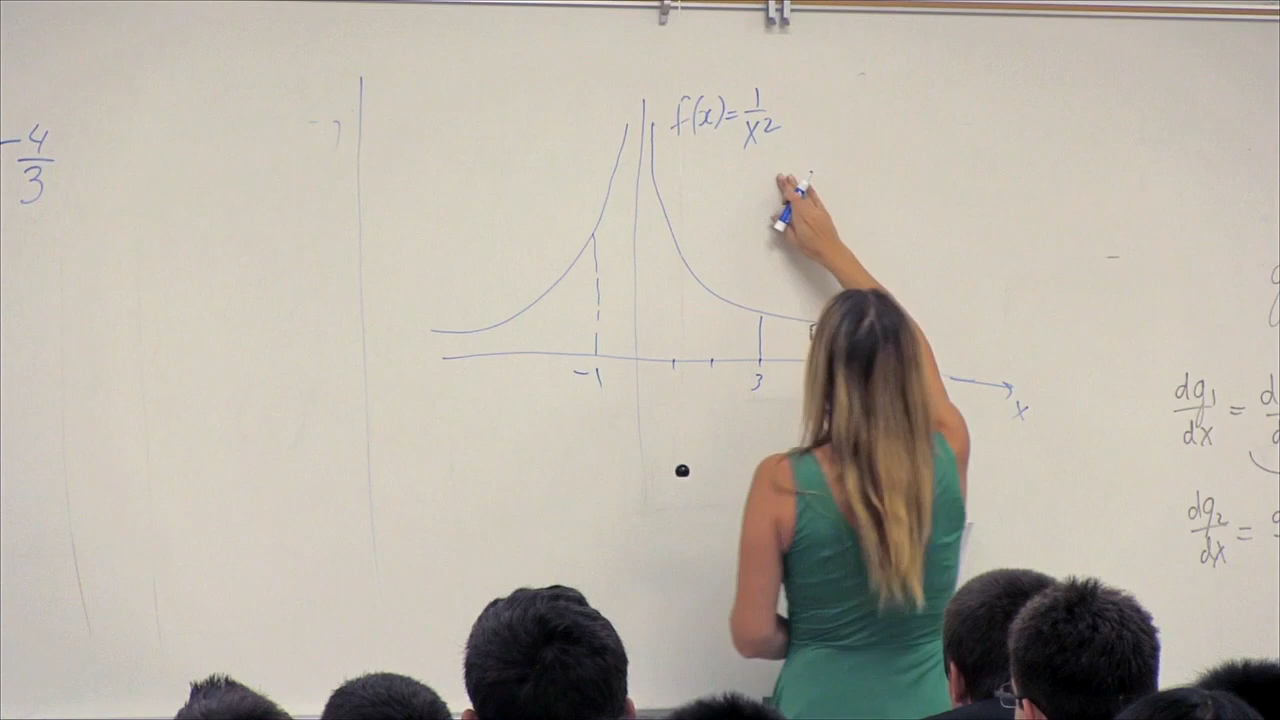 -4/3
f(x)=1/x²
-1
3
x
dg₁/dx =
dg₂/dx =